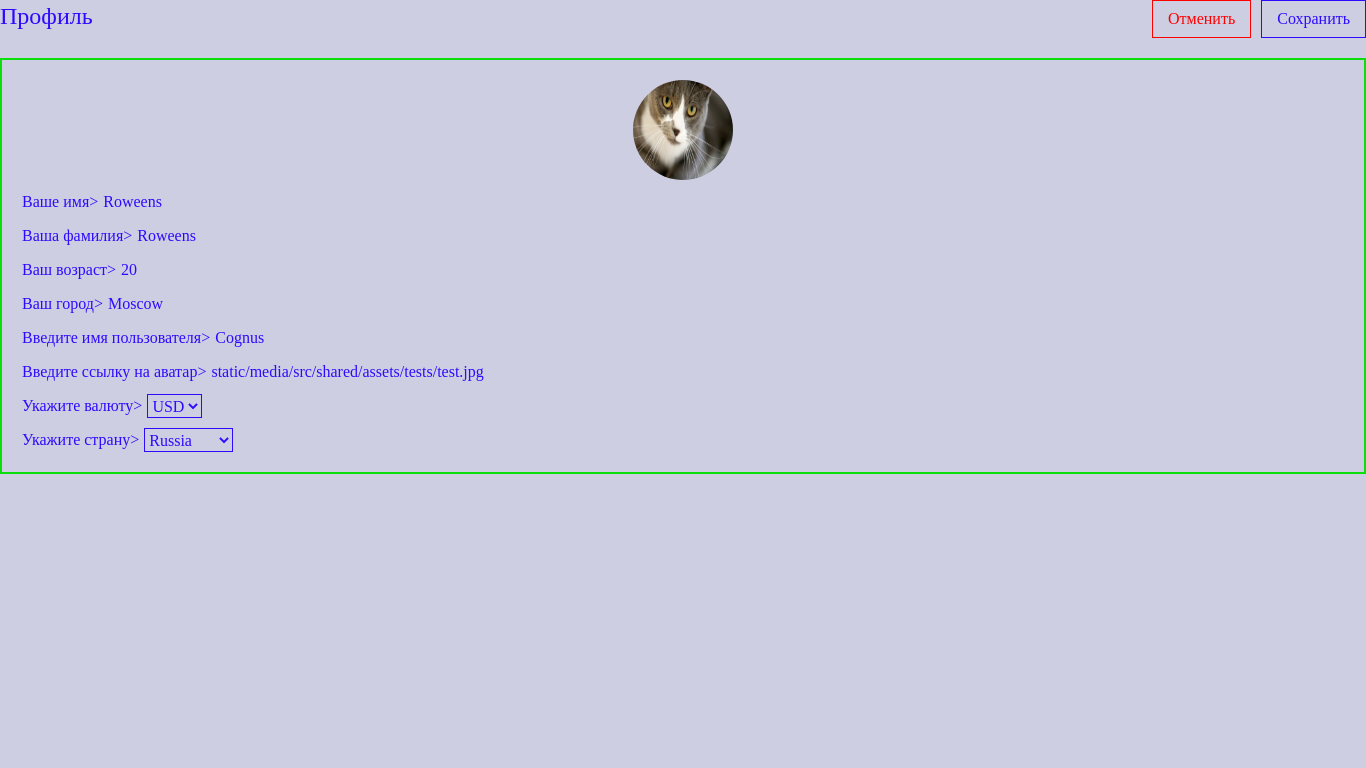 Профиль
Отменить
Сохранить
Ваше имя> Roweens
Ваша фамилия> Roweens
Ваш возраст> 20
Ваш город> Moscow
Введите имя пользователя> Cognus
Введите ссылку на аватар> static/media/src/shared/assets/tests/test.jpg
Укажите валюту> USD
Укажите страну> Russia